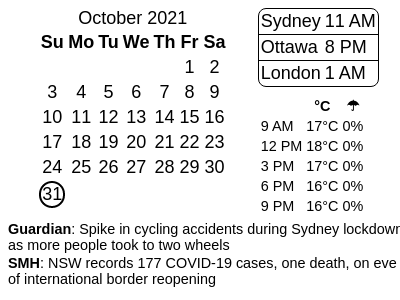 October 2021
Su Mo Tu We Th Fr Sa
1 2
3 4 5 6 7 8 9
10 11 12 13 14 15 16
17 18 19 20 21 22 23
24 25 26 27 28 29 30
31
Sydney 11 AM
Ottawa 8 PM
London 1 AM
°C ☂
9 AM 17°C 0%
12 PM 18°C 0%
3 PM 17°C 0%
6 PM 16°C 0%
9 PM 16°C 0%
Guardian: Spike in cycling accidents during Sydney lockdown
as more people took to two wheels
SMH: NSW records 177 COVID-19 cases, one death, on eve
of international border reopening